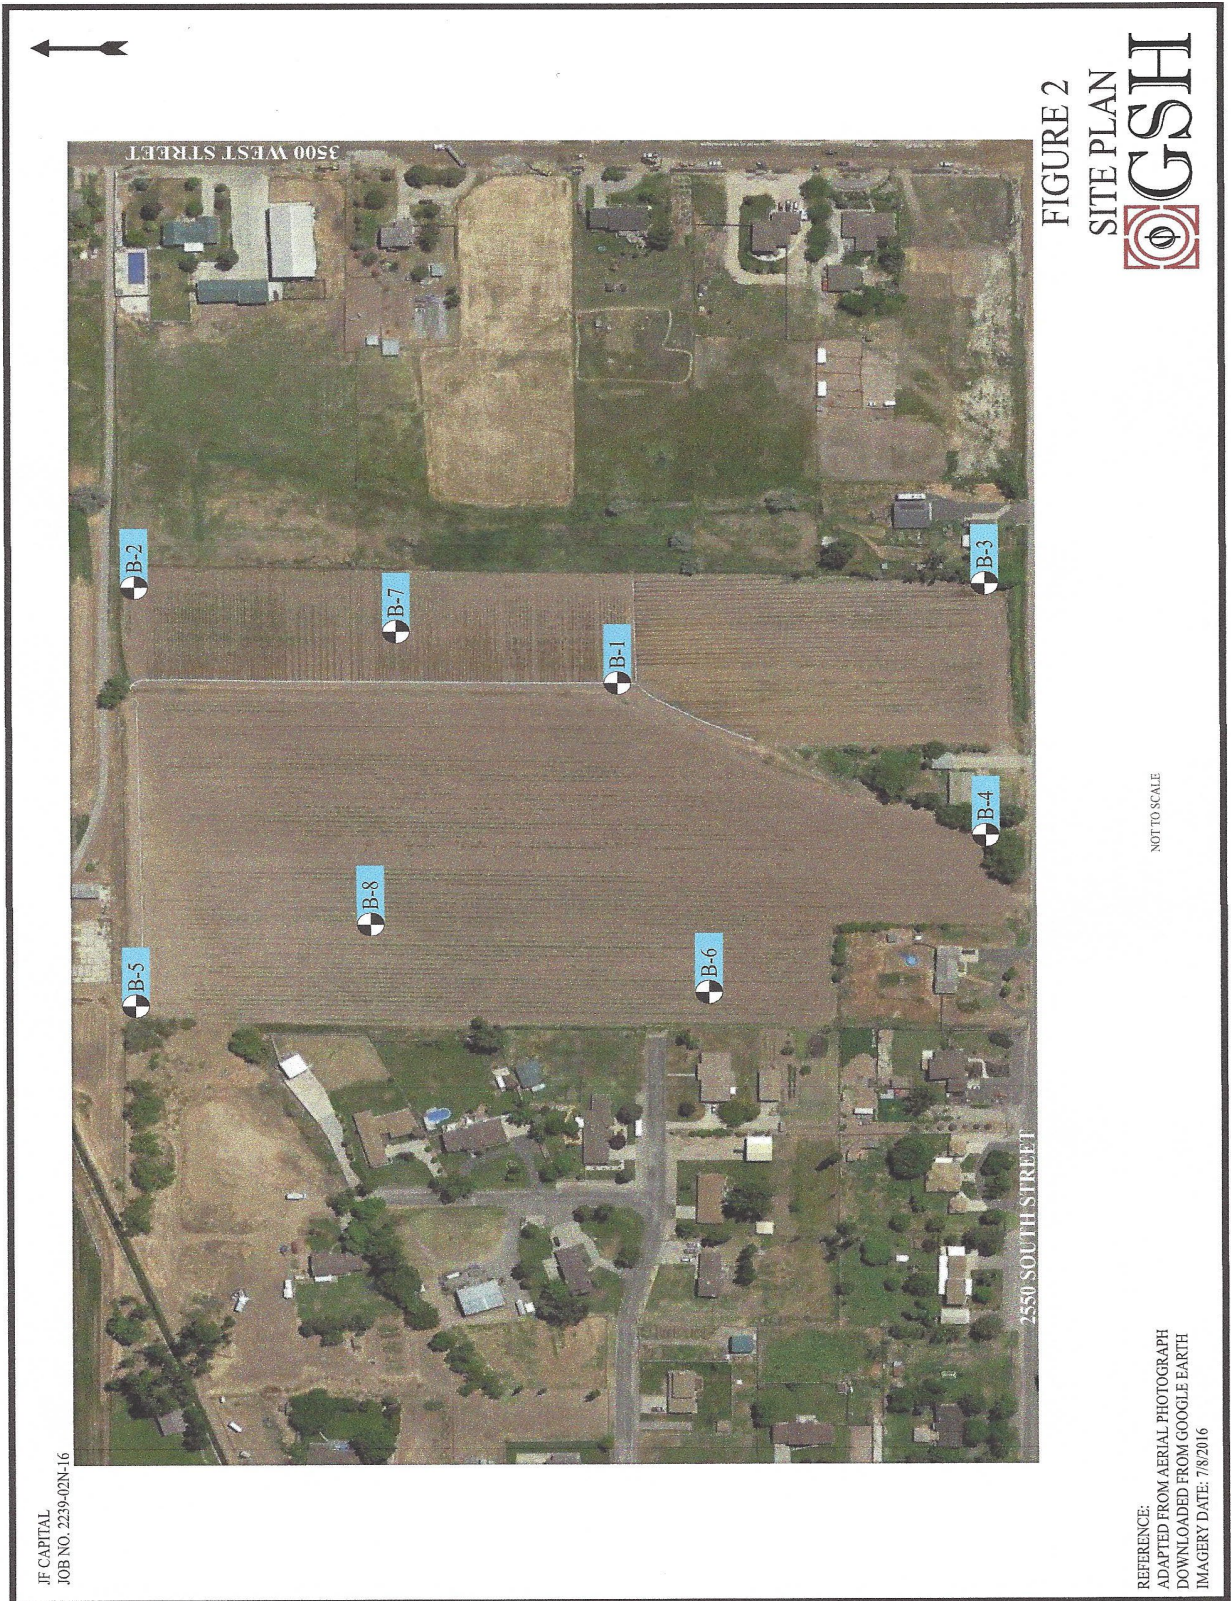 JF CAPITAL
JOB NO. 2239-02N-16
3500 WEST STREET
B-5
B-2
B-8
B-7
B-1
B-6
B-4
B-3
2550 SOUTH STREET
REFERENCE:
ADAPTED FROM AERIAL PHOTOGRAPH
DOWNLOADED FROM GOOGLE EARTH
IMAGERY DATE: 7/8/2016
NOT TO SCALE
FIGURE 2
SITE PLAN
GSH